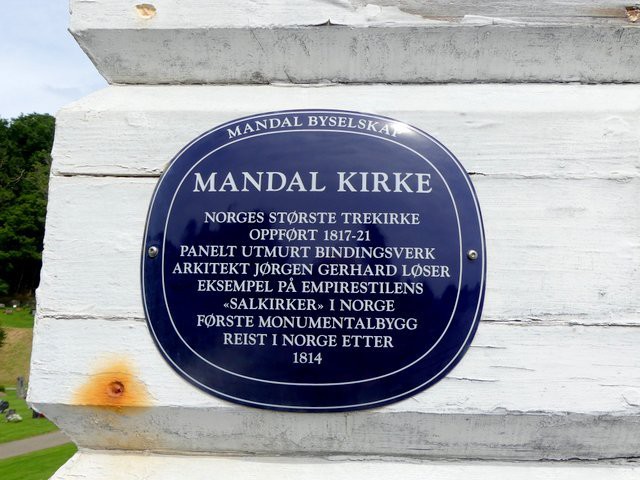 MANDAL BYSELSKAP
MANDAL KIRKE
NORGES STØRSTE TREKIRKE
OPPFØRT 1817-21
PANELT UTMURT BINDINGSVERK
ARKITEKT JØRGEN GERHARD LØSER
EKSEMPEL PÅ EMPIRESTILENS
«SALKIRKER» I NORGE
FØRSTE MONUMENTALBYGG
REIST I NORGE ETTER
1814